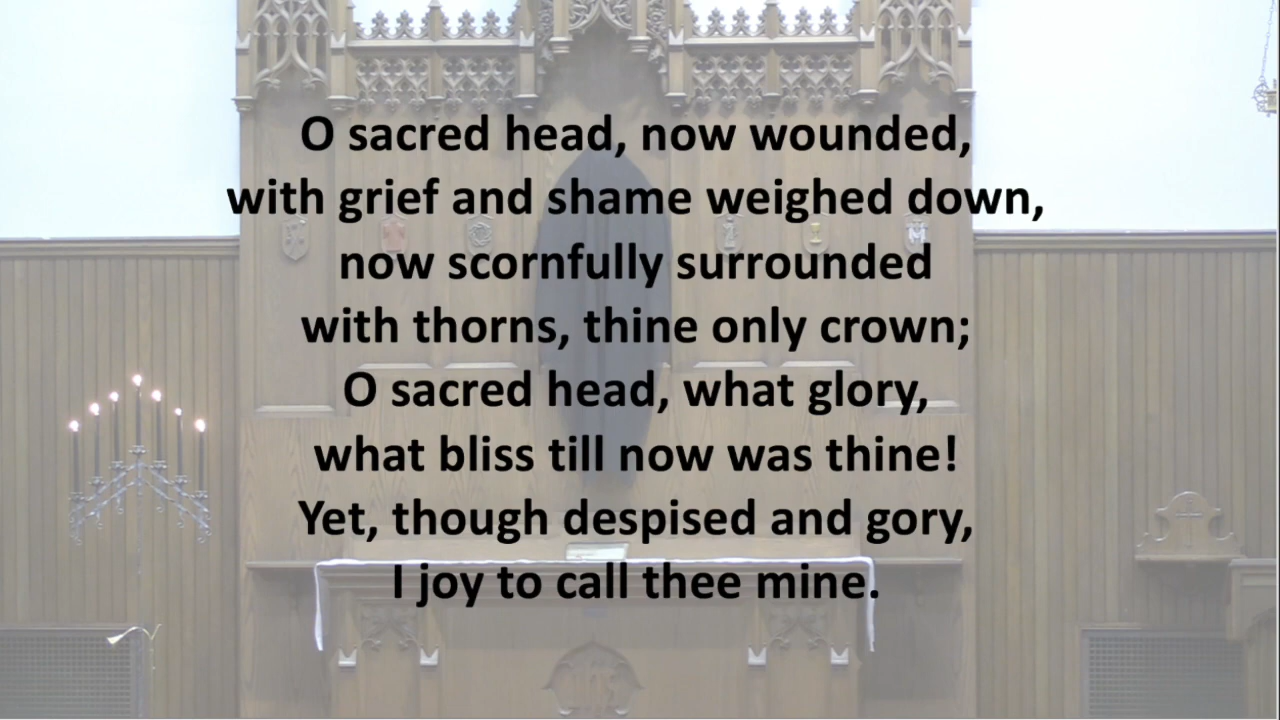 O sacred head, now wounded,
with grief and shame weighed down,
now scornfully surrounded
with thorns, thine only crown;
O sacred head, what glory,
what bliss till now was thine!
Yet, though despised and gory,
I joy to call thee mine.